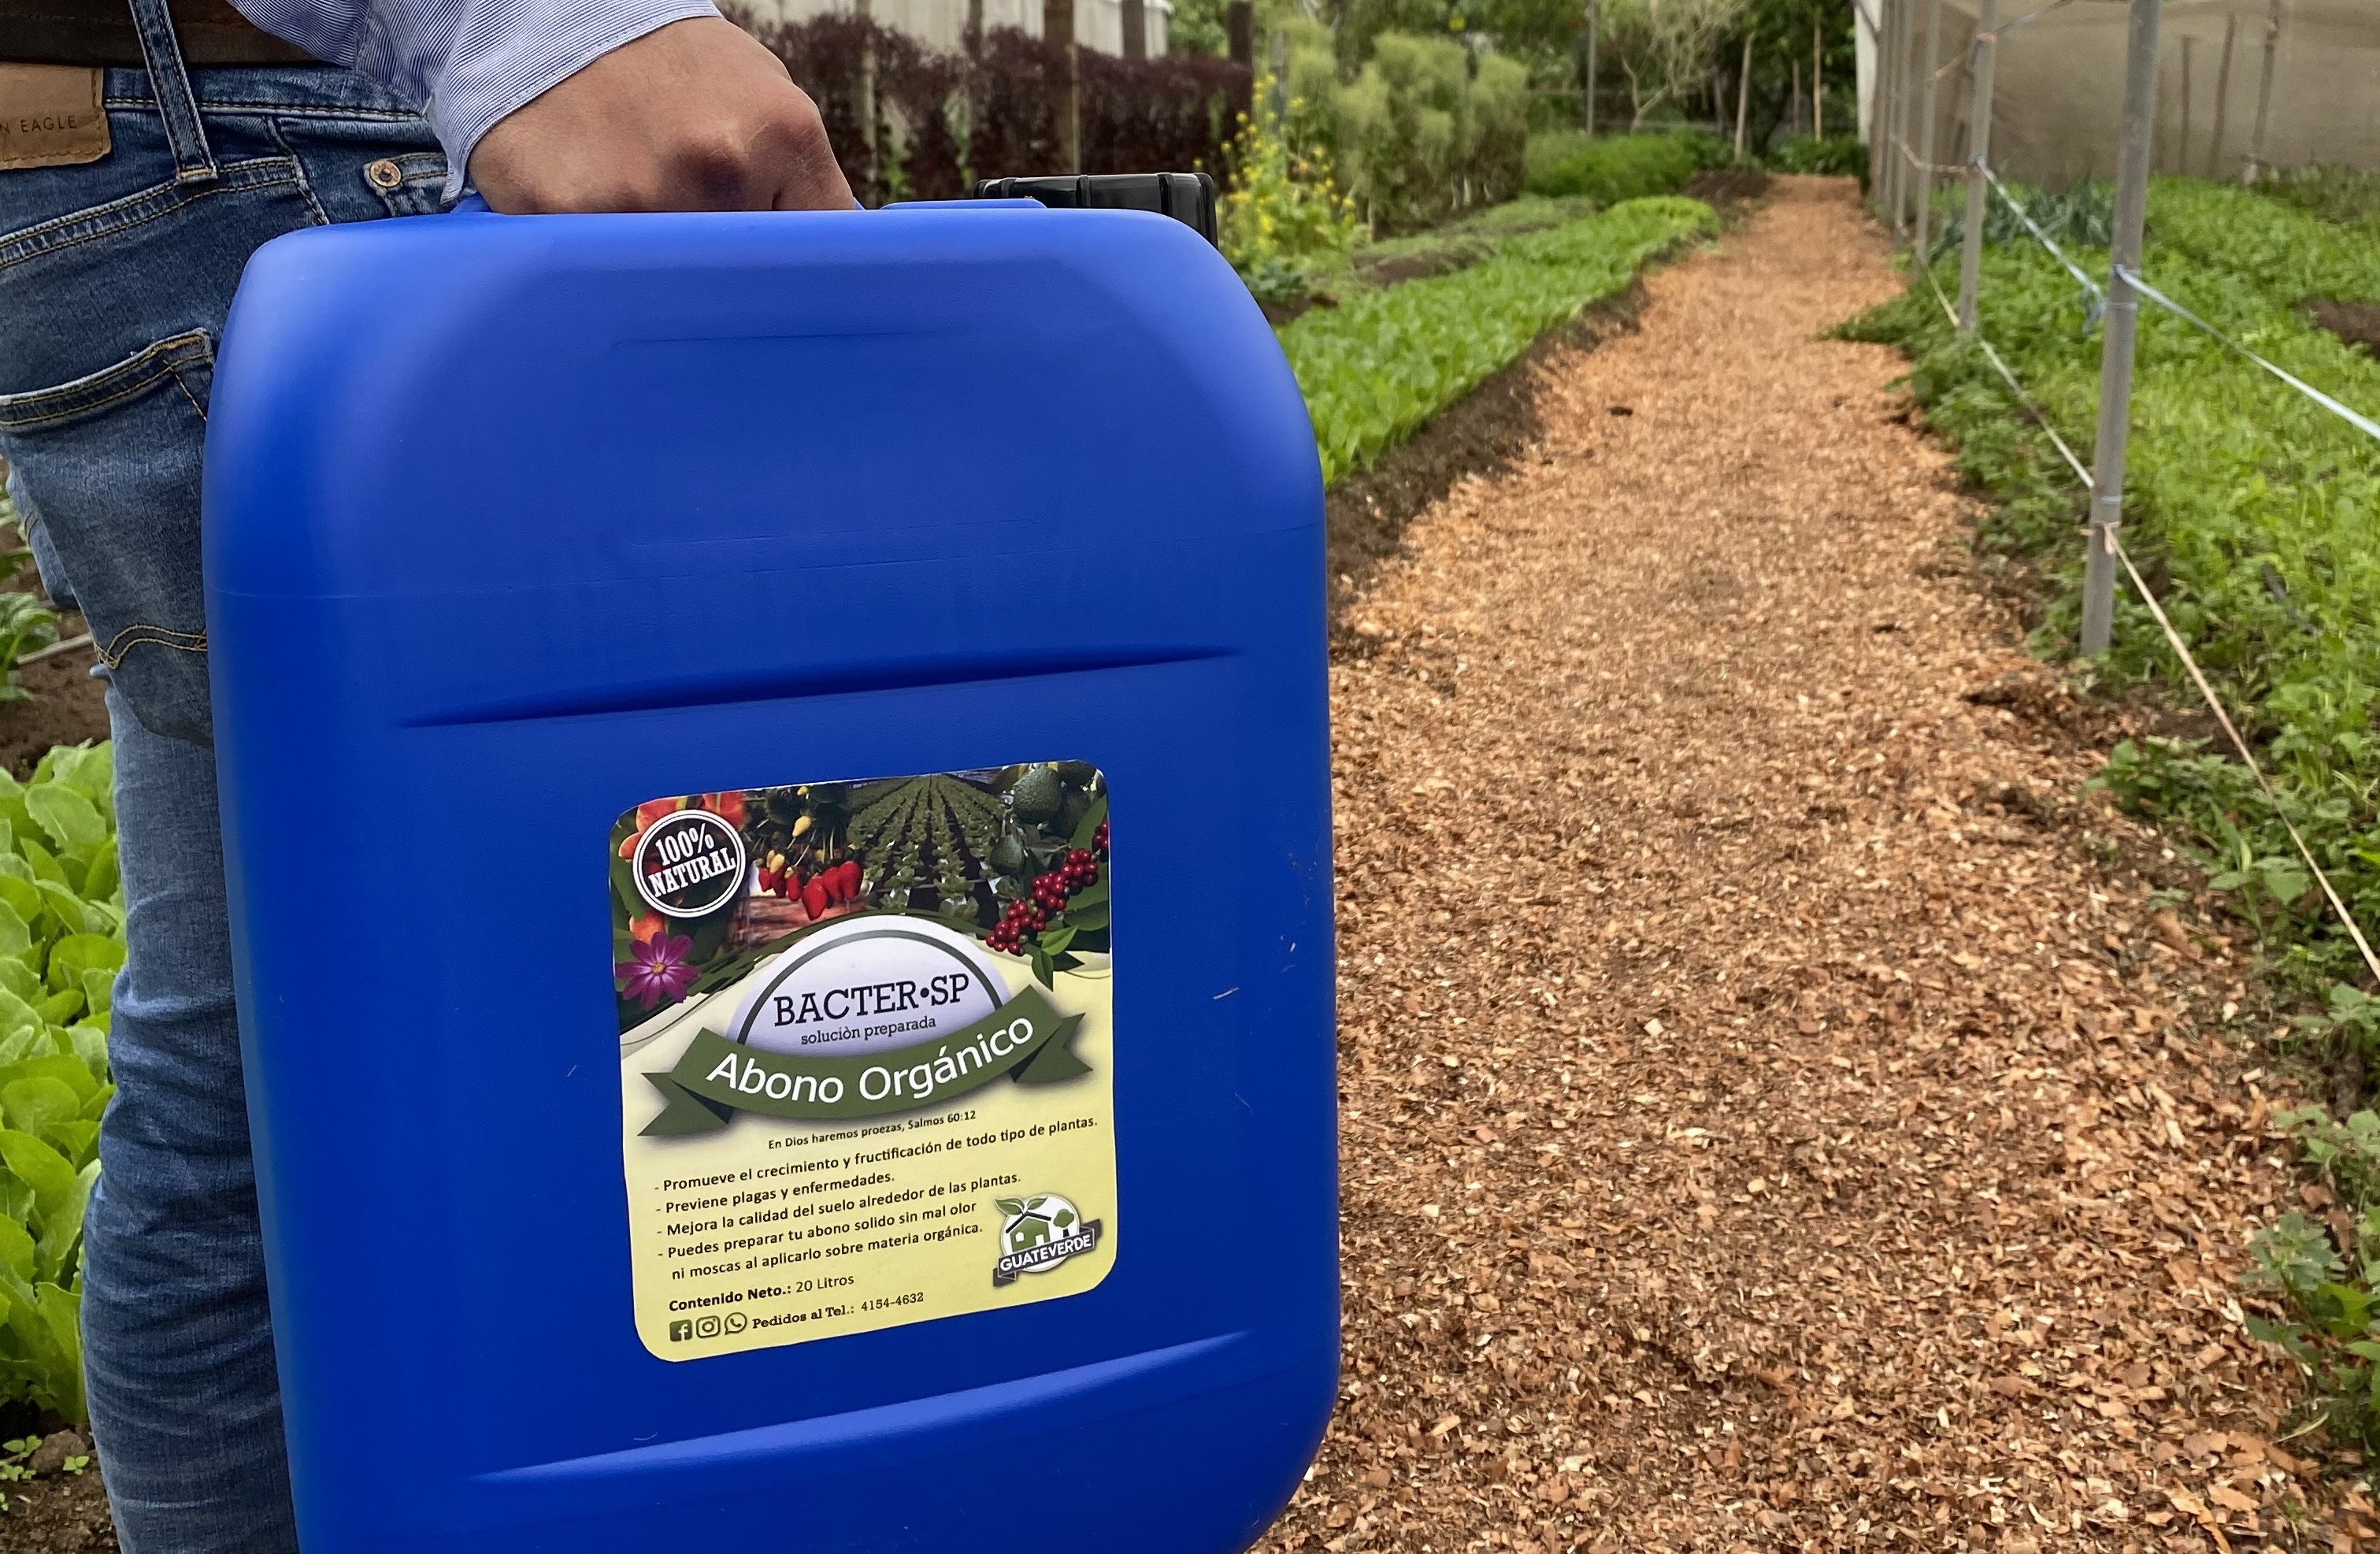 N EAGLE
100%
NATURAL
BACTER•SP
soluciòn preparada
Abono Orgánico
En Dios haremos proezas, Salmos 60:12
- Promueve el crecimiento y fructificación de todo tipo de plantas.
- Previene plagas y enfermedades.
- Mejora la calidad del suelo alrededor de las plantas.
- Puedes preparar tu abono solido sin mal olor
ni moscas al aplicarlo sobre materia orgánica.
GUATEVERDE
Contenido Neto.: 20 Litros
Pedidos al Tel.: 4154-4632